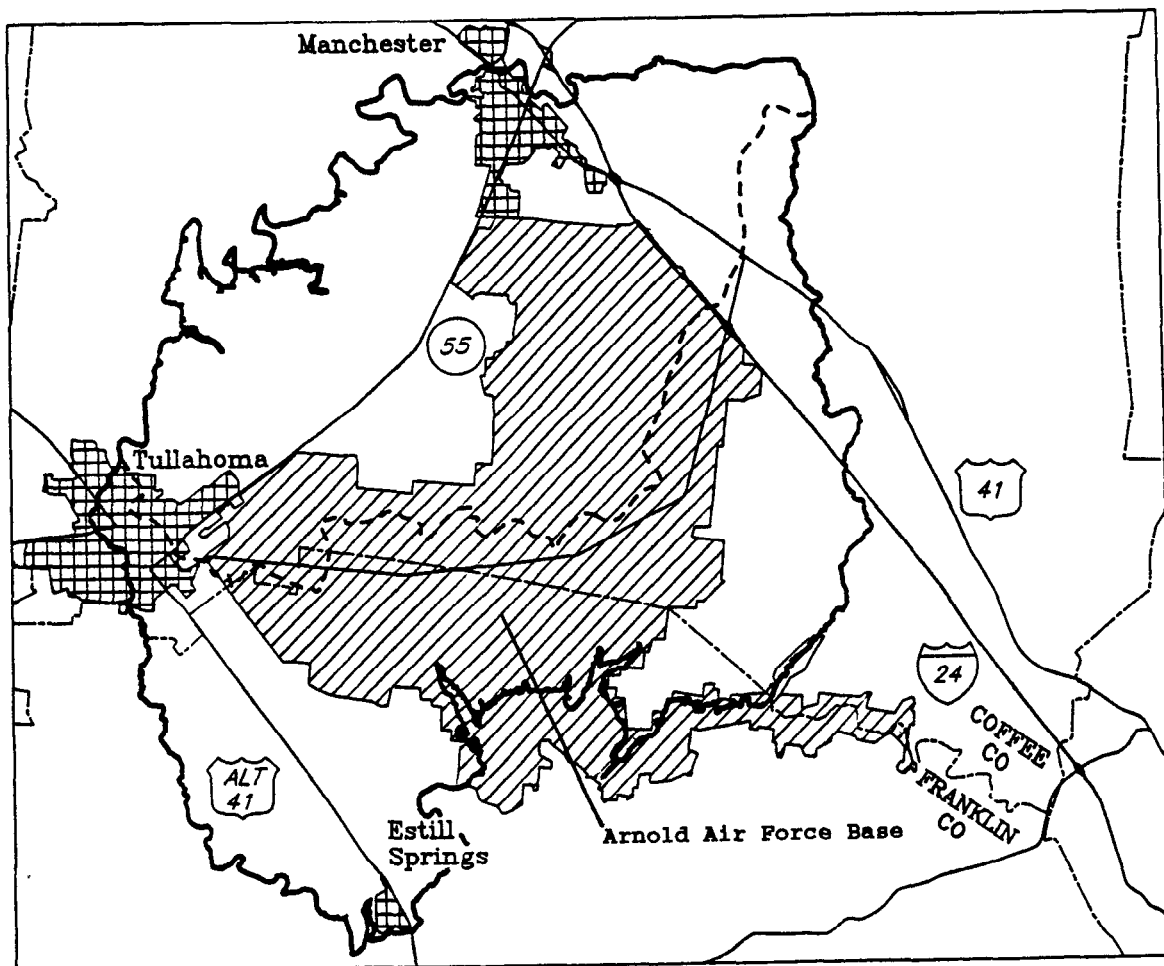 Manchester
55
Tullahoma
41
24
COFFEE
CO
FRANKLIN
CO
ALT
41
Estill
Springs
Arnold Air Force Base